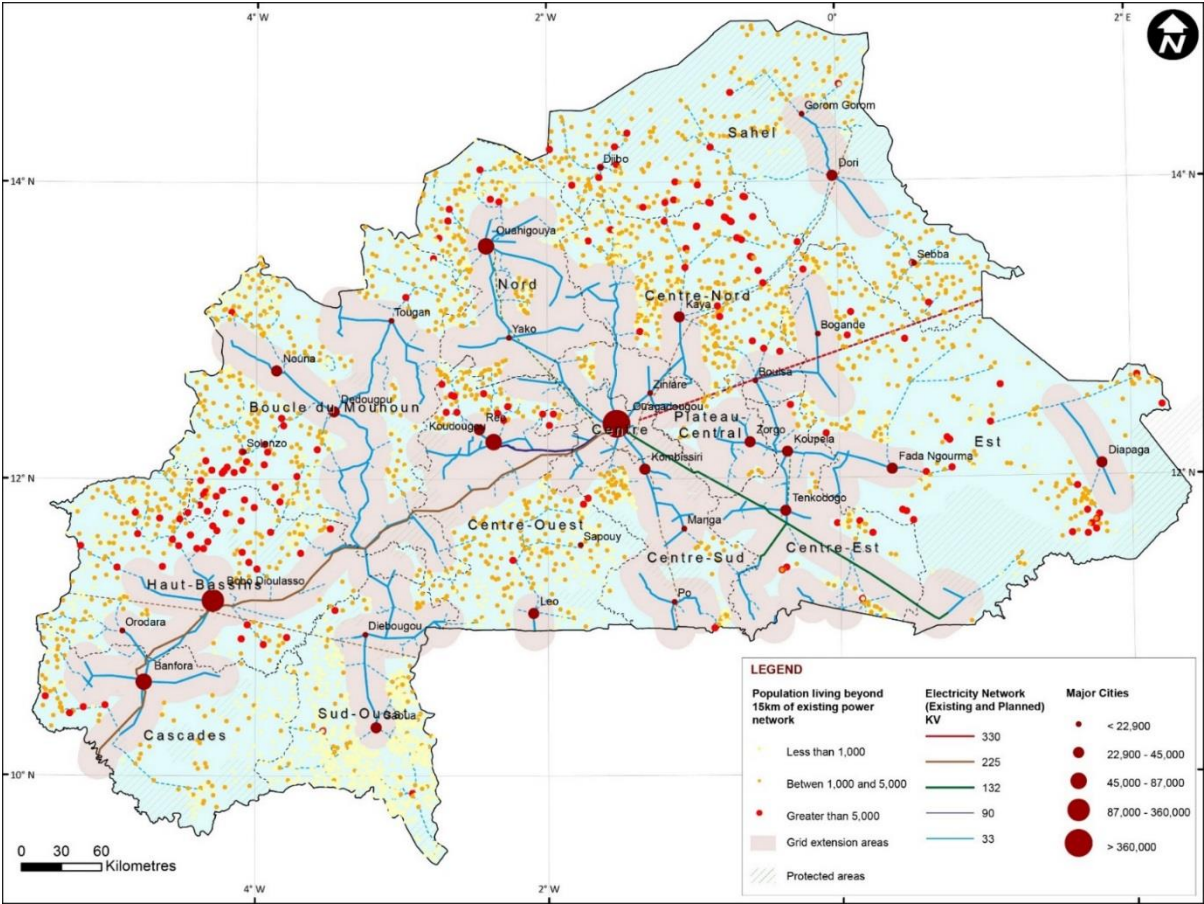 4° W
2° W
0°
2° E
N
Gorom Gorom
Sahel
Djibo
Dori
14° N
14° N
Ouahigouya
Sebba
Nord
Centre-Nord
Kaya
Tougan
Bogande
Yako
Nouna
Boulsa
Ziniare
Dedougou
Boucle du Mouhoun
Ouagadougou
Plateau
Reo
Koudougou
Centre
Central
Zorgo
Koupela
Est
Solenzo
Kombissiri
Fada Ngourma
Diapaga
12° N
12° N
Tenkodogo
Centre-Ouest
Manga
Sapouy
Centre-Sud
Centre-Est
Haut-Bassins
Bobo Dioulasso
Po
Leo
Orodara
Diebougou
Banfora
Sud-Ouest
Gaoua
Cascades
10° N
0 30 60
Kilometres
4° W
2° W
LEGEND
Population living beyond
15km of existing power
network
Less than 1,000
Betwen 1,000 and 5,000
Greater than 5,000
Grid extension areas
Protected areas
Electricity Network
(Existing and Planned)
KV
330
225
132
90
33
Major Cities
< 22,900
22,900 - 45,000
45,000 - 87,000
87,000 - 360,000
> 360,000